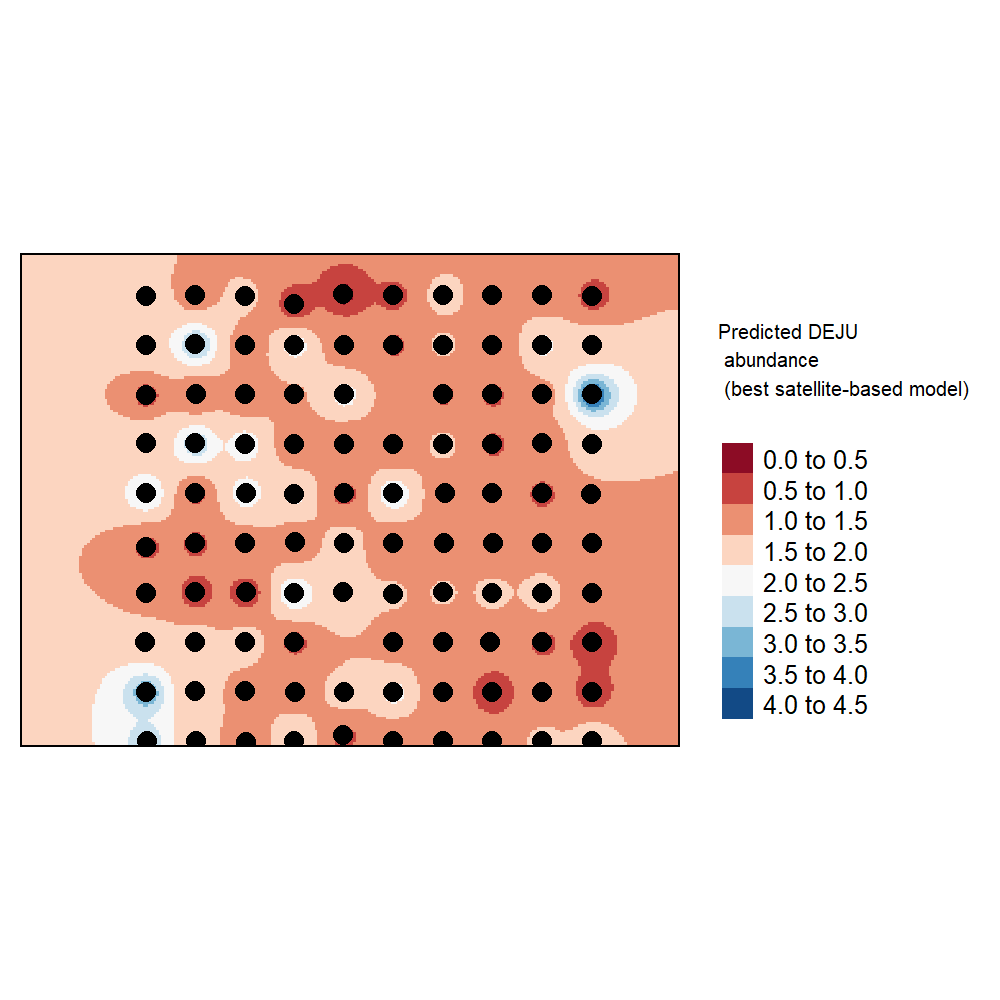 Predicted DEJU
abundance
(best satellite-based model)
0.0 to 0.5
0.5 to 1.0
1.0 to 1.5
1.5 to 2.0
2.0 to 2.5
2.5 to 3.0
3.0 to 3.5
3.5 to 4.0
4.0 to 4.5